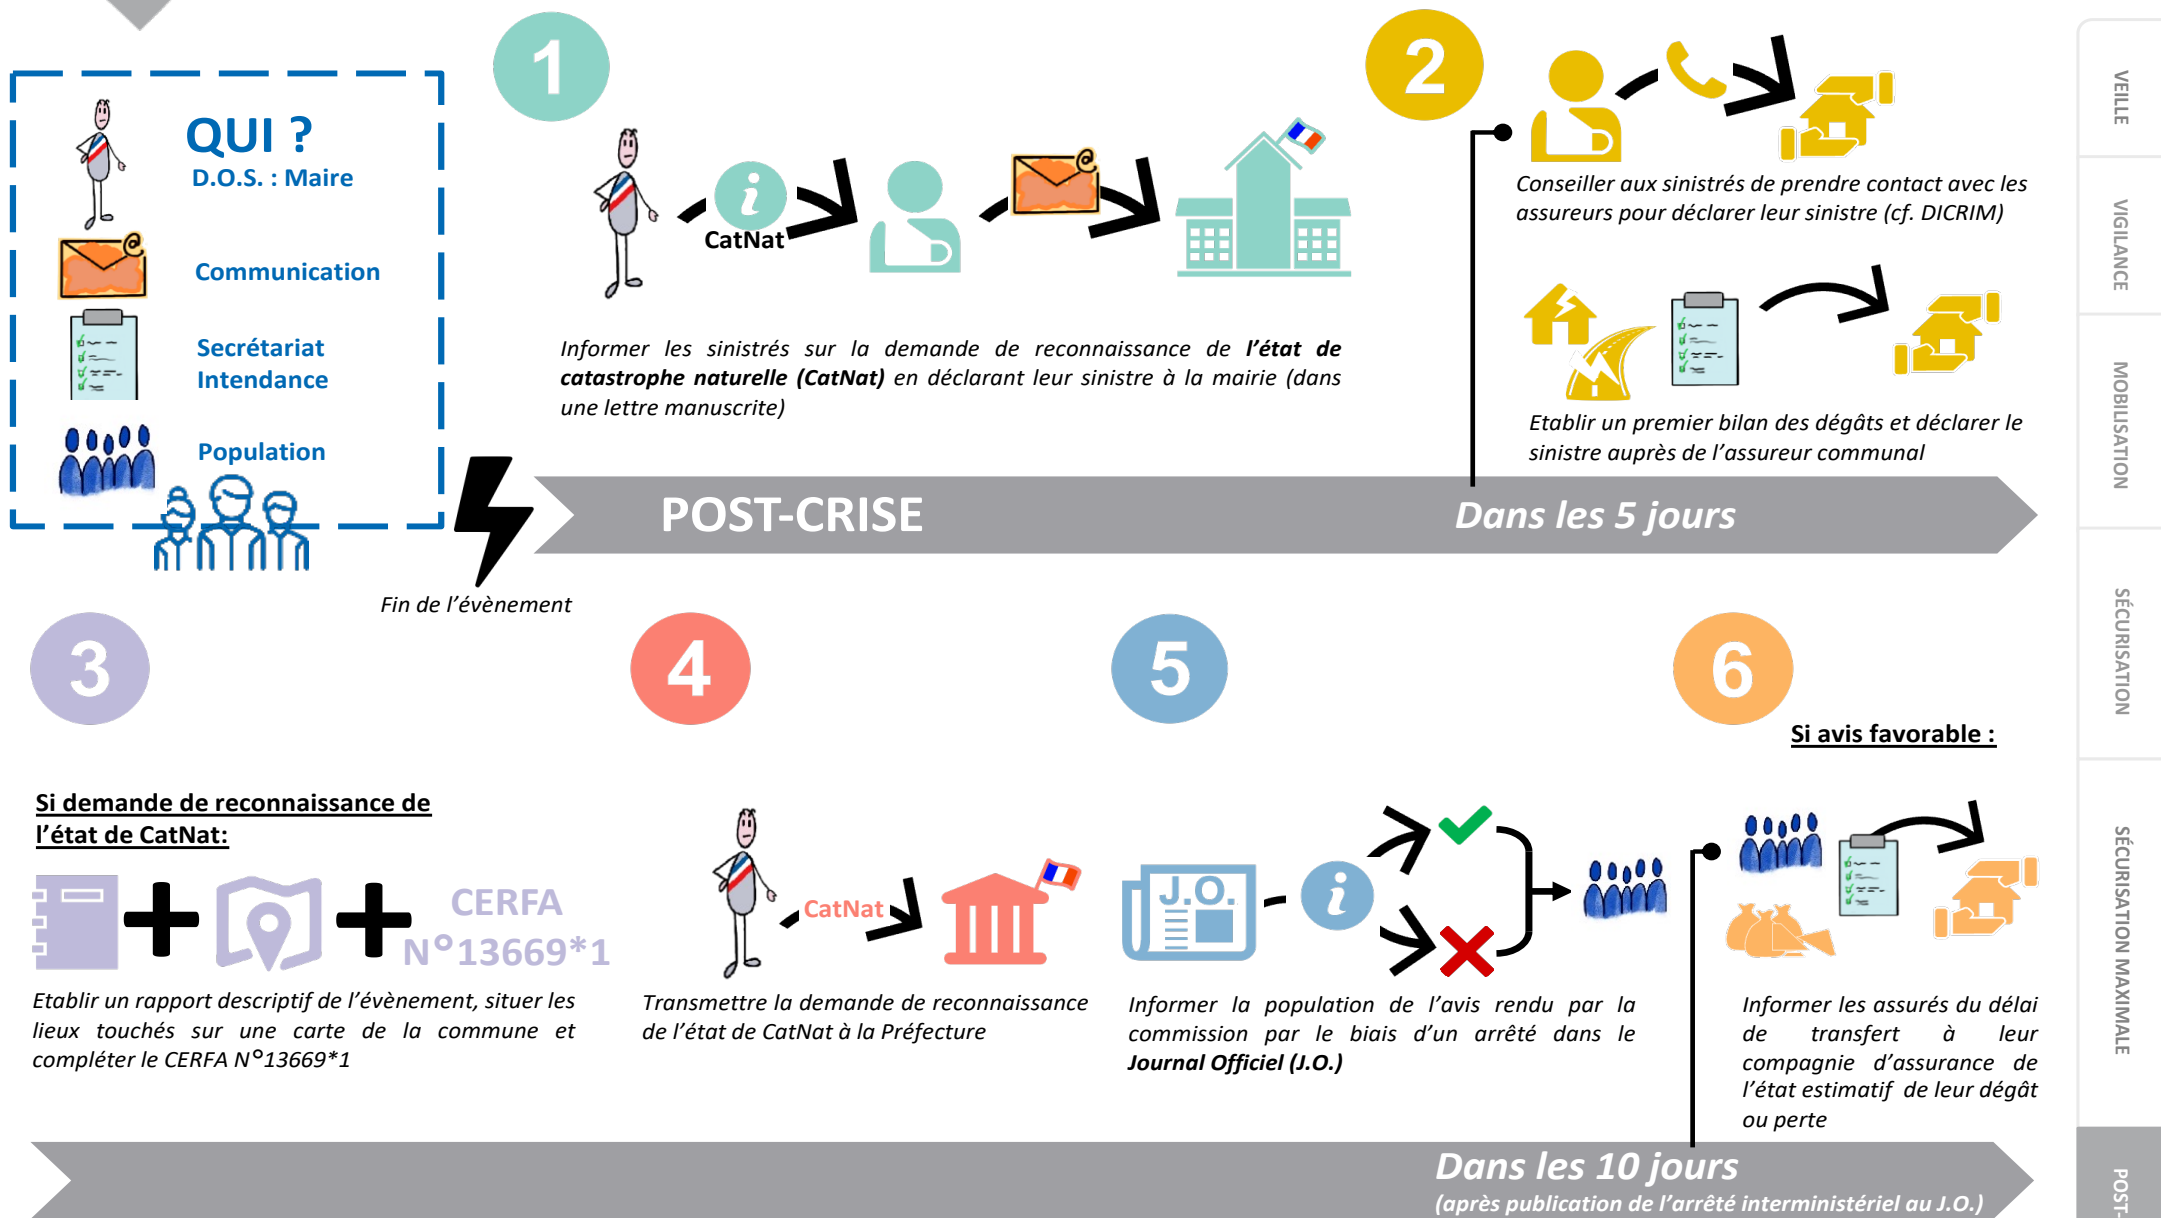 QUI ?
D.O.S. : Maire
Communication
Secrétariat
Intendance
Population
1
CatNat
Informer les sinistrés sur la demande de reconnaissance de l’état de
catastrophe naturelle (CatNat) en déclarant leur sinistre à la mairie (dans
une lettre manuscrite)
2
Conseiller aux sinistrés de prendre contact avec les
assureurs pour déclarer leur sinistre (cf. DICRIM)
Etablir un premier bilan des dégâts et déclarer le
sinistre auprès de l’assureur communal
POST-CRISE
Dans les 5 jours
Fin de l’évènement
3
Si demande de reconnaissance de
l’état de CatNat:
CERFA
N°13669*1
Etablir un rapport descriptif de l’évènement, situer les
lieux touchés sur une carte de la commune et
compléter le CERFA N°13669*1
4
CatNat
Transmettre la demande de reconnaissance
de l’état de CatNat à la Préfecture
5
J.O.
i
Informer la population de l’avis rendu par la
commission par le biais d’un arrêté dans le
Journal Officiel (J.O.)
6
Si avis favorable :
Informer les assurés du délai
de transfert à leur
compagnie d’assurance de
l’état estimatif de leur dégât
ou perte
Dans les 10 jours
(après publication de l’arrêté interministériel au J.O.)
VEILLE
VIGILANCE
MOBILISATION
SÉCURISATION
SÉCURISATION MAXIMALE
POST-